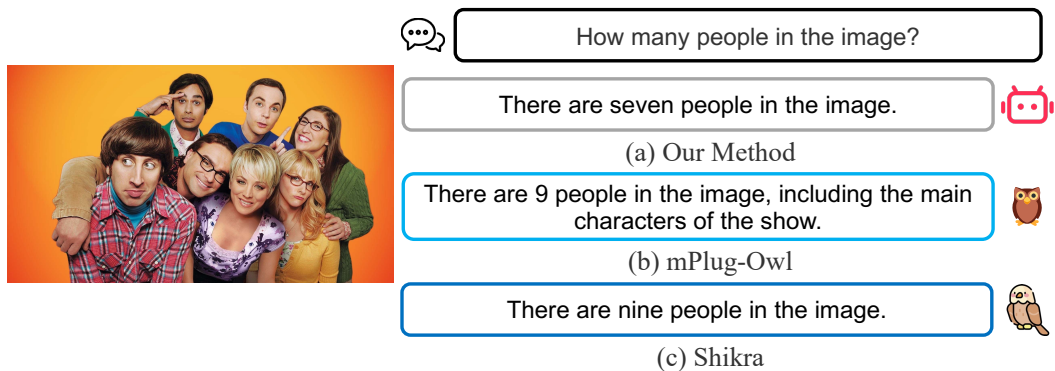 How many people in the image?
There are seven people in the image.
(a) Our Method
There are 9 people in the image, including the main
characters of the show.
(b) mPlug-Owl
There are nine people in the image.
(c) Shikra